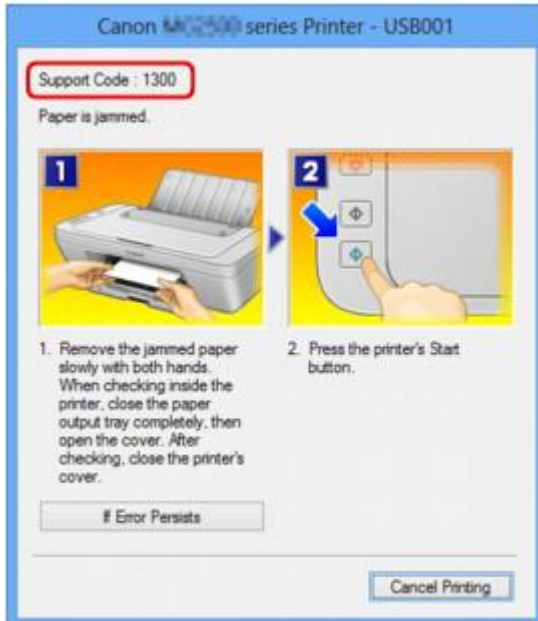 Canon series Printer - USB001
Support Code : 1300
Paper is jammed.
1
2
1. Remove the jammed paper
slowly with both hands.
When checking inside the
printer, close the paper
output tray completely, then
open the cover. After
checking, close the printer's
cover.
2. Press the printer's Start
button.
If Error Persists
Cancel Printing